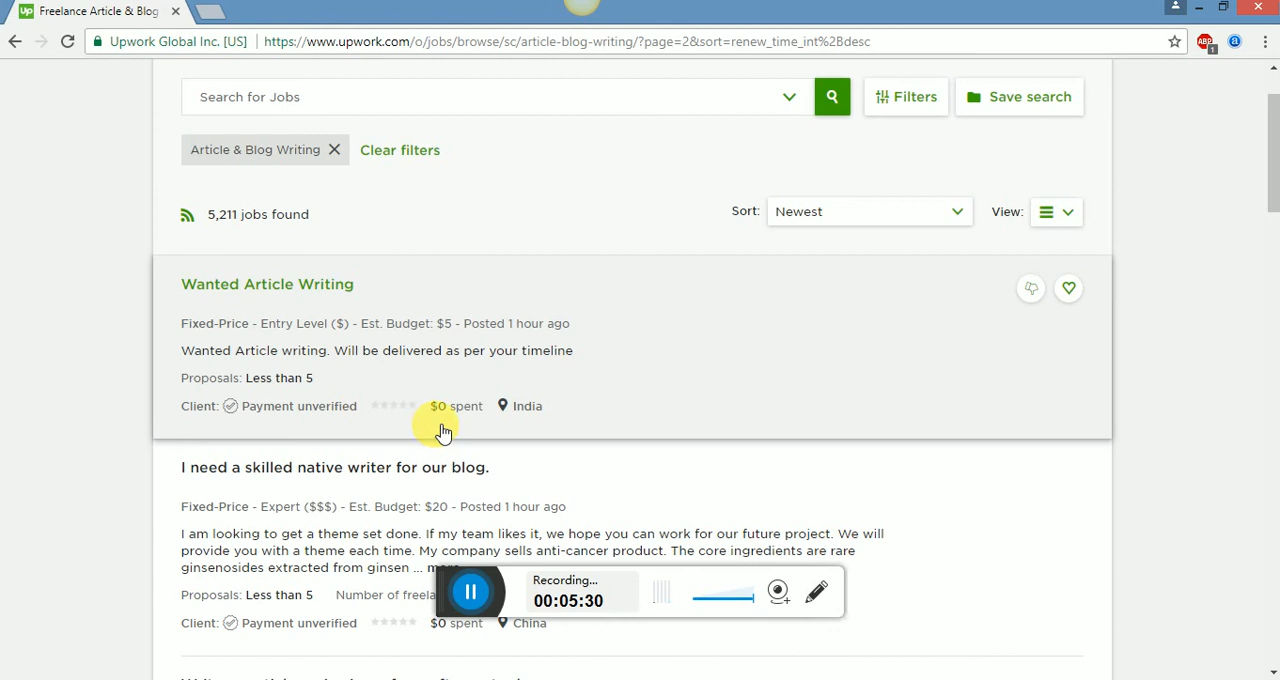 up Freelance Article & Blog
Upwork Global Inc. [US] https://www.upwork.com/o/jobs/browse/sc/article-blog-writing/?page=2&sort=renew_time_int%2Bdesc
ABP 1 a
Search for Jobs Filters Save search
Article & Blog Writing Clear filters
5,211 jobs found Sort: Newest View:
Wanted Article Writing
Fixed-Price - Entry Level ($) - Est. Budget: $5 - Posted 1 hour ago
Wanted Article writing. Will be delivered as per your timeline
Proposals: Less than 5
Client: Payment unverified $0 spent India
I need a skilled native writer for our blog.
Fixed-Price - Expert ($$$) - Est. Budget: $20 - Posted 1 hour ago
I am looking to get a theme set done. If my team likes it, we hope you can work for our future project. We will
provide you with a theme each time. My company sells anti-cancer product. The core ingredients are rare
ginsenosides extracted from ginsen ...
Proposals: Less than 5 Number of
Client: Payment unverified $0 spent China
Recording...
00:05:30